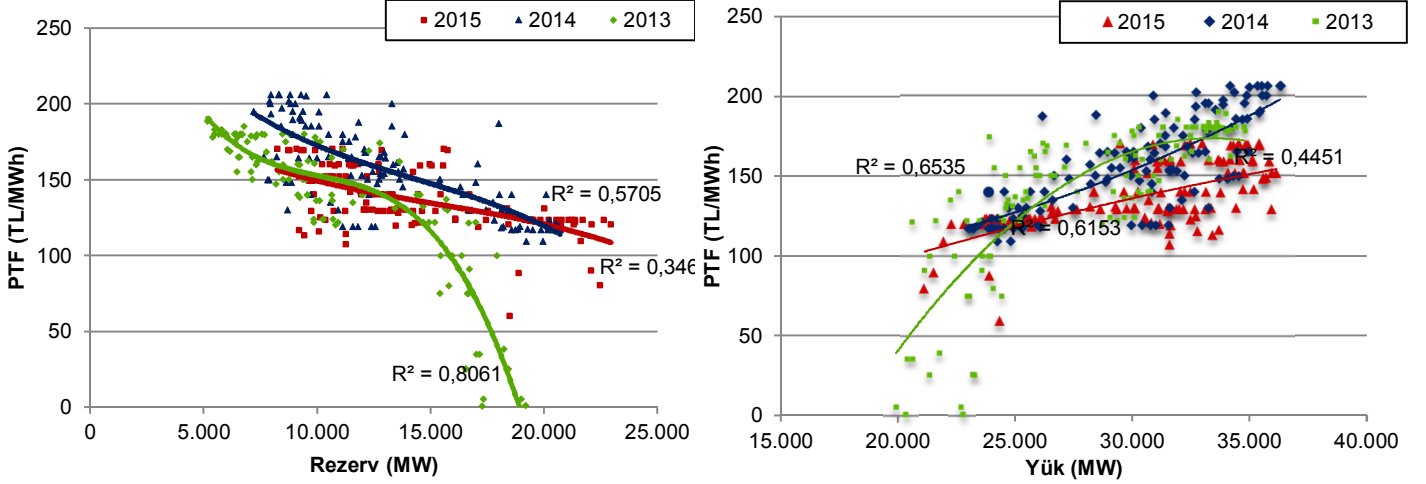 2015 2014 2013
250
200
150
100
50
0
PTF (TL/MWh)
R² = 0,5705
R² = 0,346
R² = 0,8061
0 5.000 10.000 15.000 20.000 25.000
Rezerv (MW)
2015 2014 2013
250
200
150
100
50
0
PTF (TL/MWh)
R² = 0,6535
R² = 0,4451
R² = 0,6153
15.000 20.000 25.000 30.000 35.000 40.000
Yük (MW)